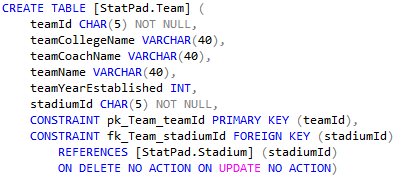 CREATE TABLE [StatPad.Team] (
    teamId CHAR(5) NOT NULL,
    teamCollegeName VARCHAR(40),
    teamCoachName VARCHAR(40),
    teamName VARCHAR(40),
    teamYearEstablished INT,
    stadiumId CHAR(5) NOT NULL,
    CONSTRAINT pk_Team_teamId PRIMARY KEY (teamId),
    CONSTRAINT fk_Team_stadiumId FOREIGN KEY (stadiumId)
        REFERENCES [StatPad.Stadium] (stadiumId)
        ON DELETE NO ACTION ON UPDATE NO ACTION)